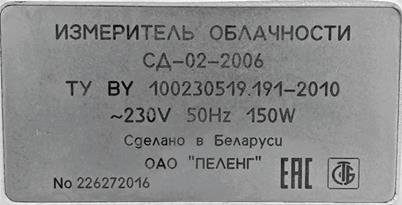 ИЗМЕРИТЕЛЬ ОБЛАЧНОСТИ
СД-02-2006
ТУ BY 100230519.191-2010
~230V 50Hz 150W
Сделано в Беларуси
ОАО "ПЕЛЕНГ"
No 226272016
ЕАС СТБ